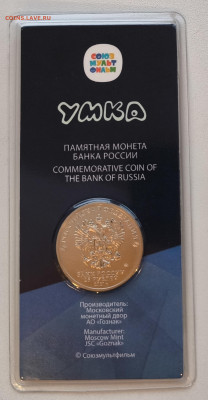 COINS.LAVE.RU
СОЮЗ
МУЛЬТ
ФИЛЬМ
УМКА
ПАМЯТНАЯ МОНЕТА
БАНКА РОССИИ
COMMEMORATIVE COIN OF
THE BANK OF RUSSIA
Производитель:
Московский
монетный двор
АО «Гознак»
Manufacturer:
Moscow Mint
JSC «Goznak»
© Союзмультфильм